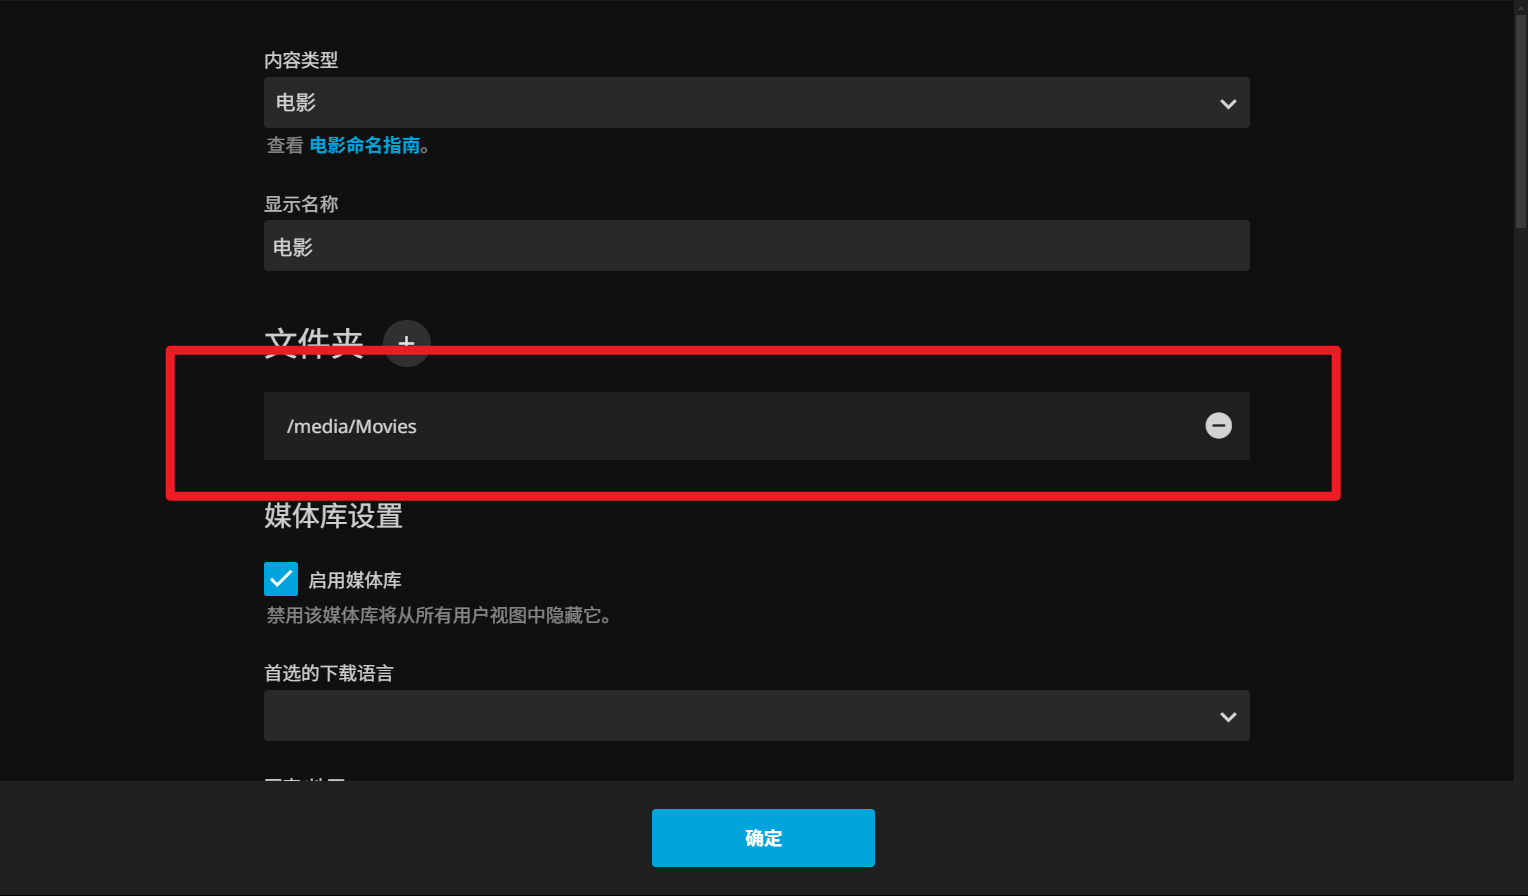 内容类型
电影
查看 电影命名指南。
显示名称
电影
文件夹 +
/media/Movies
媒体库设置
启用媒体库
禁用该媒体库将从所有用户视图中隐藏它。
首选的下载语言
确定